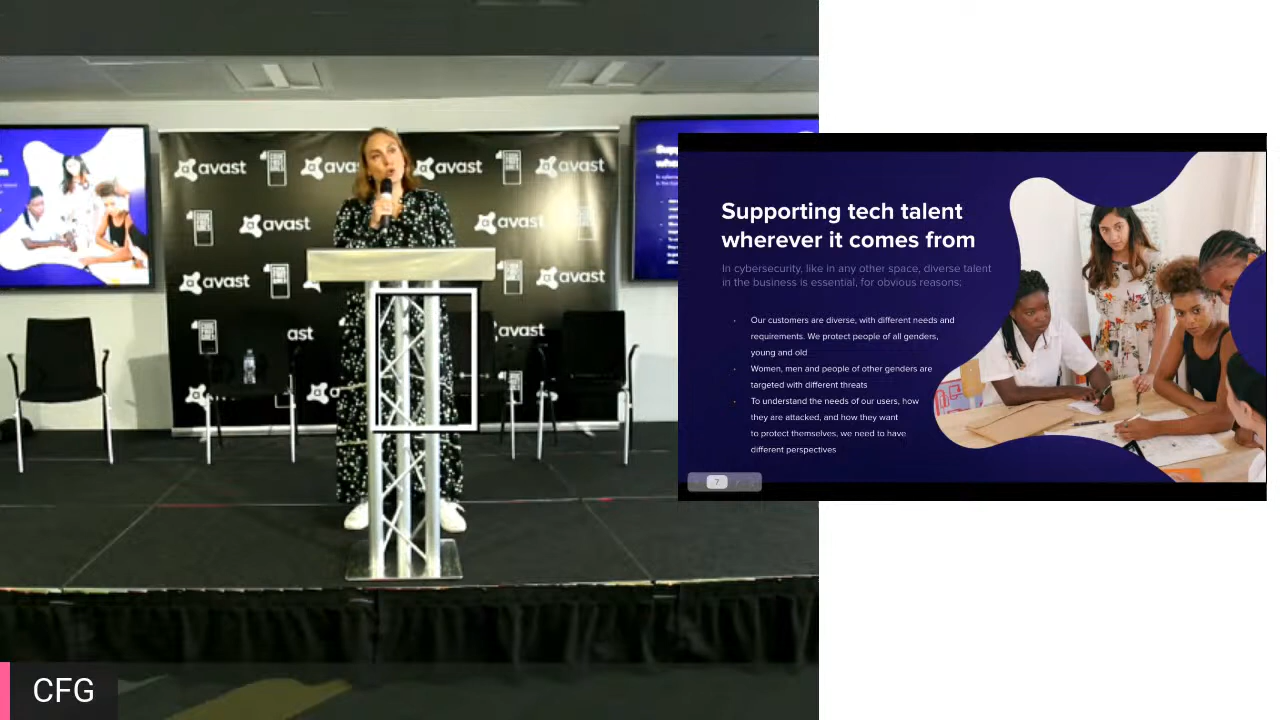 avast
avast
avast
avast
avast
avast
avast
avast
ast
avast
Supporting tech talent
wherever it comes from
In cybersecurity, like in any other space, diverse talent
in the business is essential, for obvious reasons:
Our customers are diverse, with different needs and
requirements. We protect people of all genders,
young and old
Women, men and people of other genders are
targeted with different threats
To understand the needs of our users, how
they are attacked, and how they want
to protect themselves, we need to have
different perspectives
7
CFG